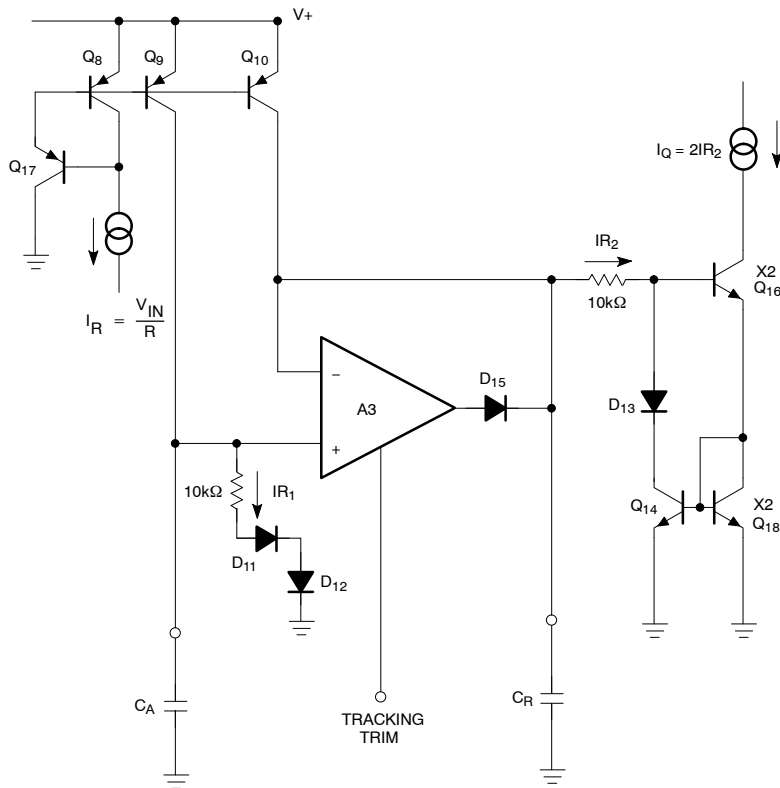 V+
Q8
Q9
Q10
Q17
IR = VIN/R
IQ = 2IR2
IR2
10kΩ
X2
Q16
−
A3
+
D15
D13
10kΩ
IR1
D11
D12
Q14
X2
Q18
CA
TRACKING
TRIM
CR